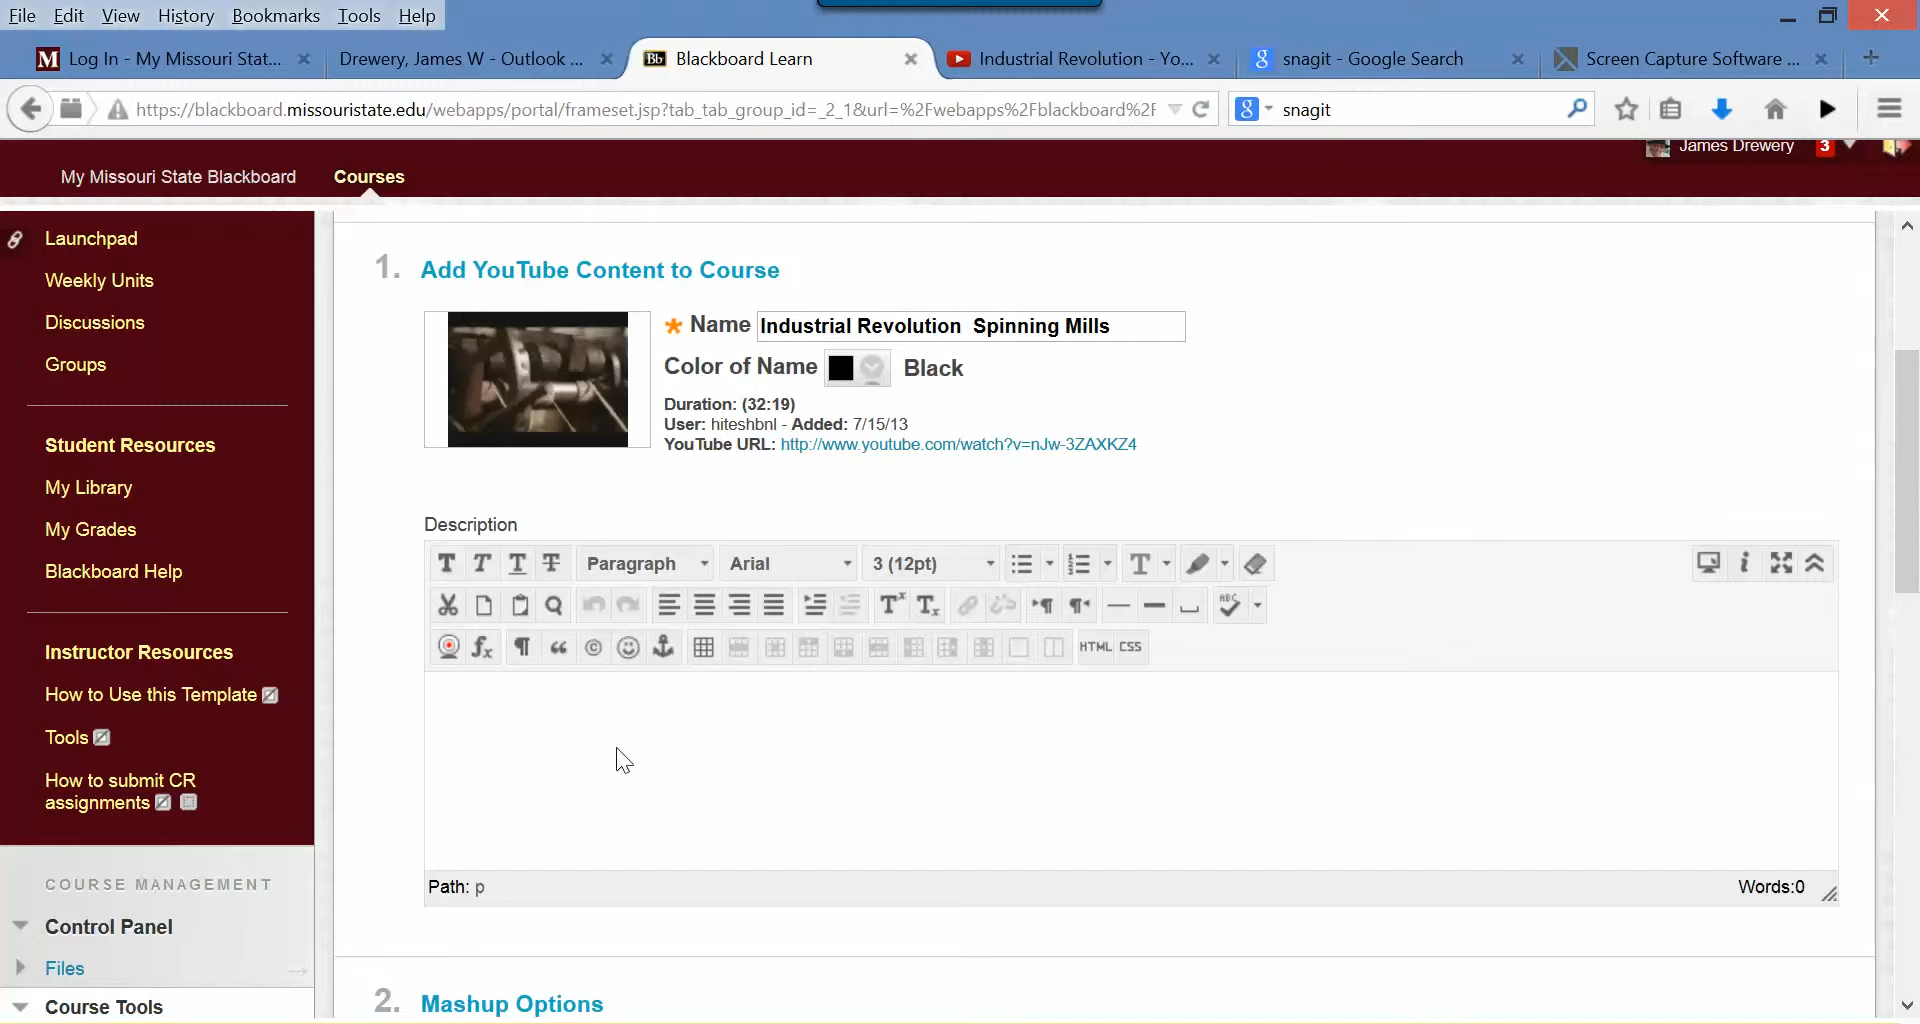 File Edit View History Bookmarks Tools Help
M Log In - My Missouri Stat... Drewery, James W - Outlook ... Bb Blackboard Learn Industrial Revolution - Yo... g snagit - Google Search Screen Capture Software ...
https://blackboard.missouristate.edu/webapps/portal/frameset.jsp?tab_tab_group_id=_2_1&url=%2Fwebapps%2Fblackboard%2F g snagit
James Drewery 3
My Missouri State Blackboard Courses
Launchpad
Weekly Units
Discussions
Groups
Student Resources
My Library
My Grades
Blackboard Help
Instructor Resources
How to Use this Template
Tools
How to submit CR
assignments
COURSE MANAGEMENT
Control Panel
Files
Course Tools
1. Add YouTube Content to Course
* Name Industrial Revolution  Spinning Mills
Color of Name Black
Duration: (32:19)
User: hiteshbnl - Added: 7/15/13
YouTube URL: http://www.youtube.com/watch?v=nJw-3ZAXKZ4
Description
T T T T Paragraph Arial 3 (12pt) T
Tx Tx ¶ ¶ ABC
fx ¶ “ © HTML CSS
Path: p Words:0
2. Mashup Options